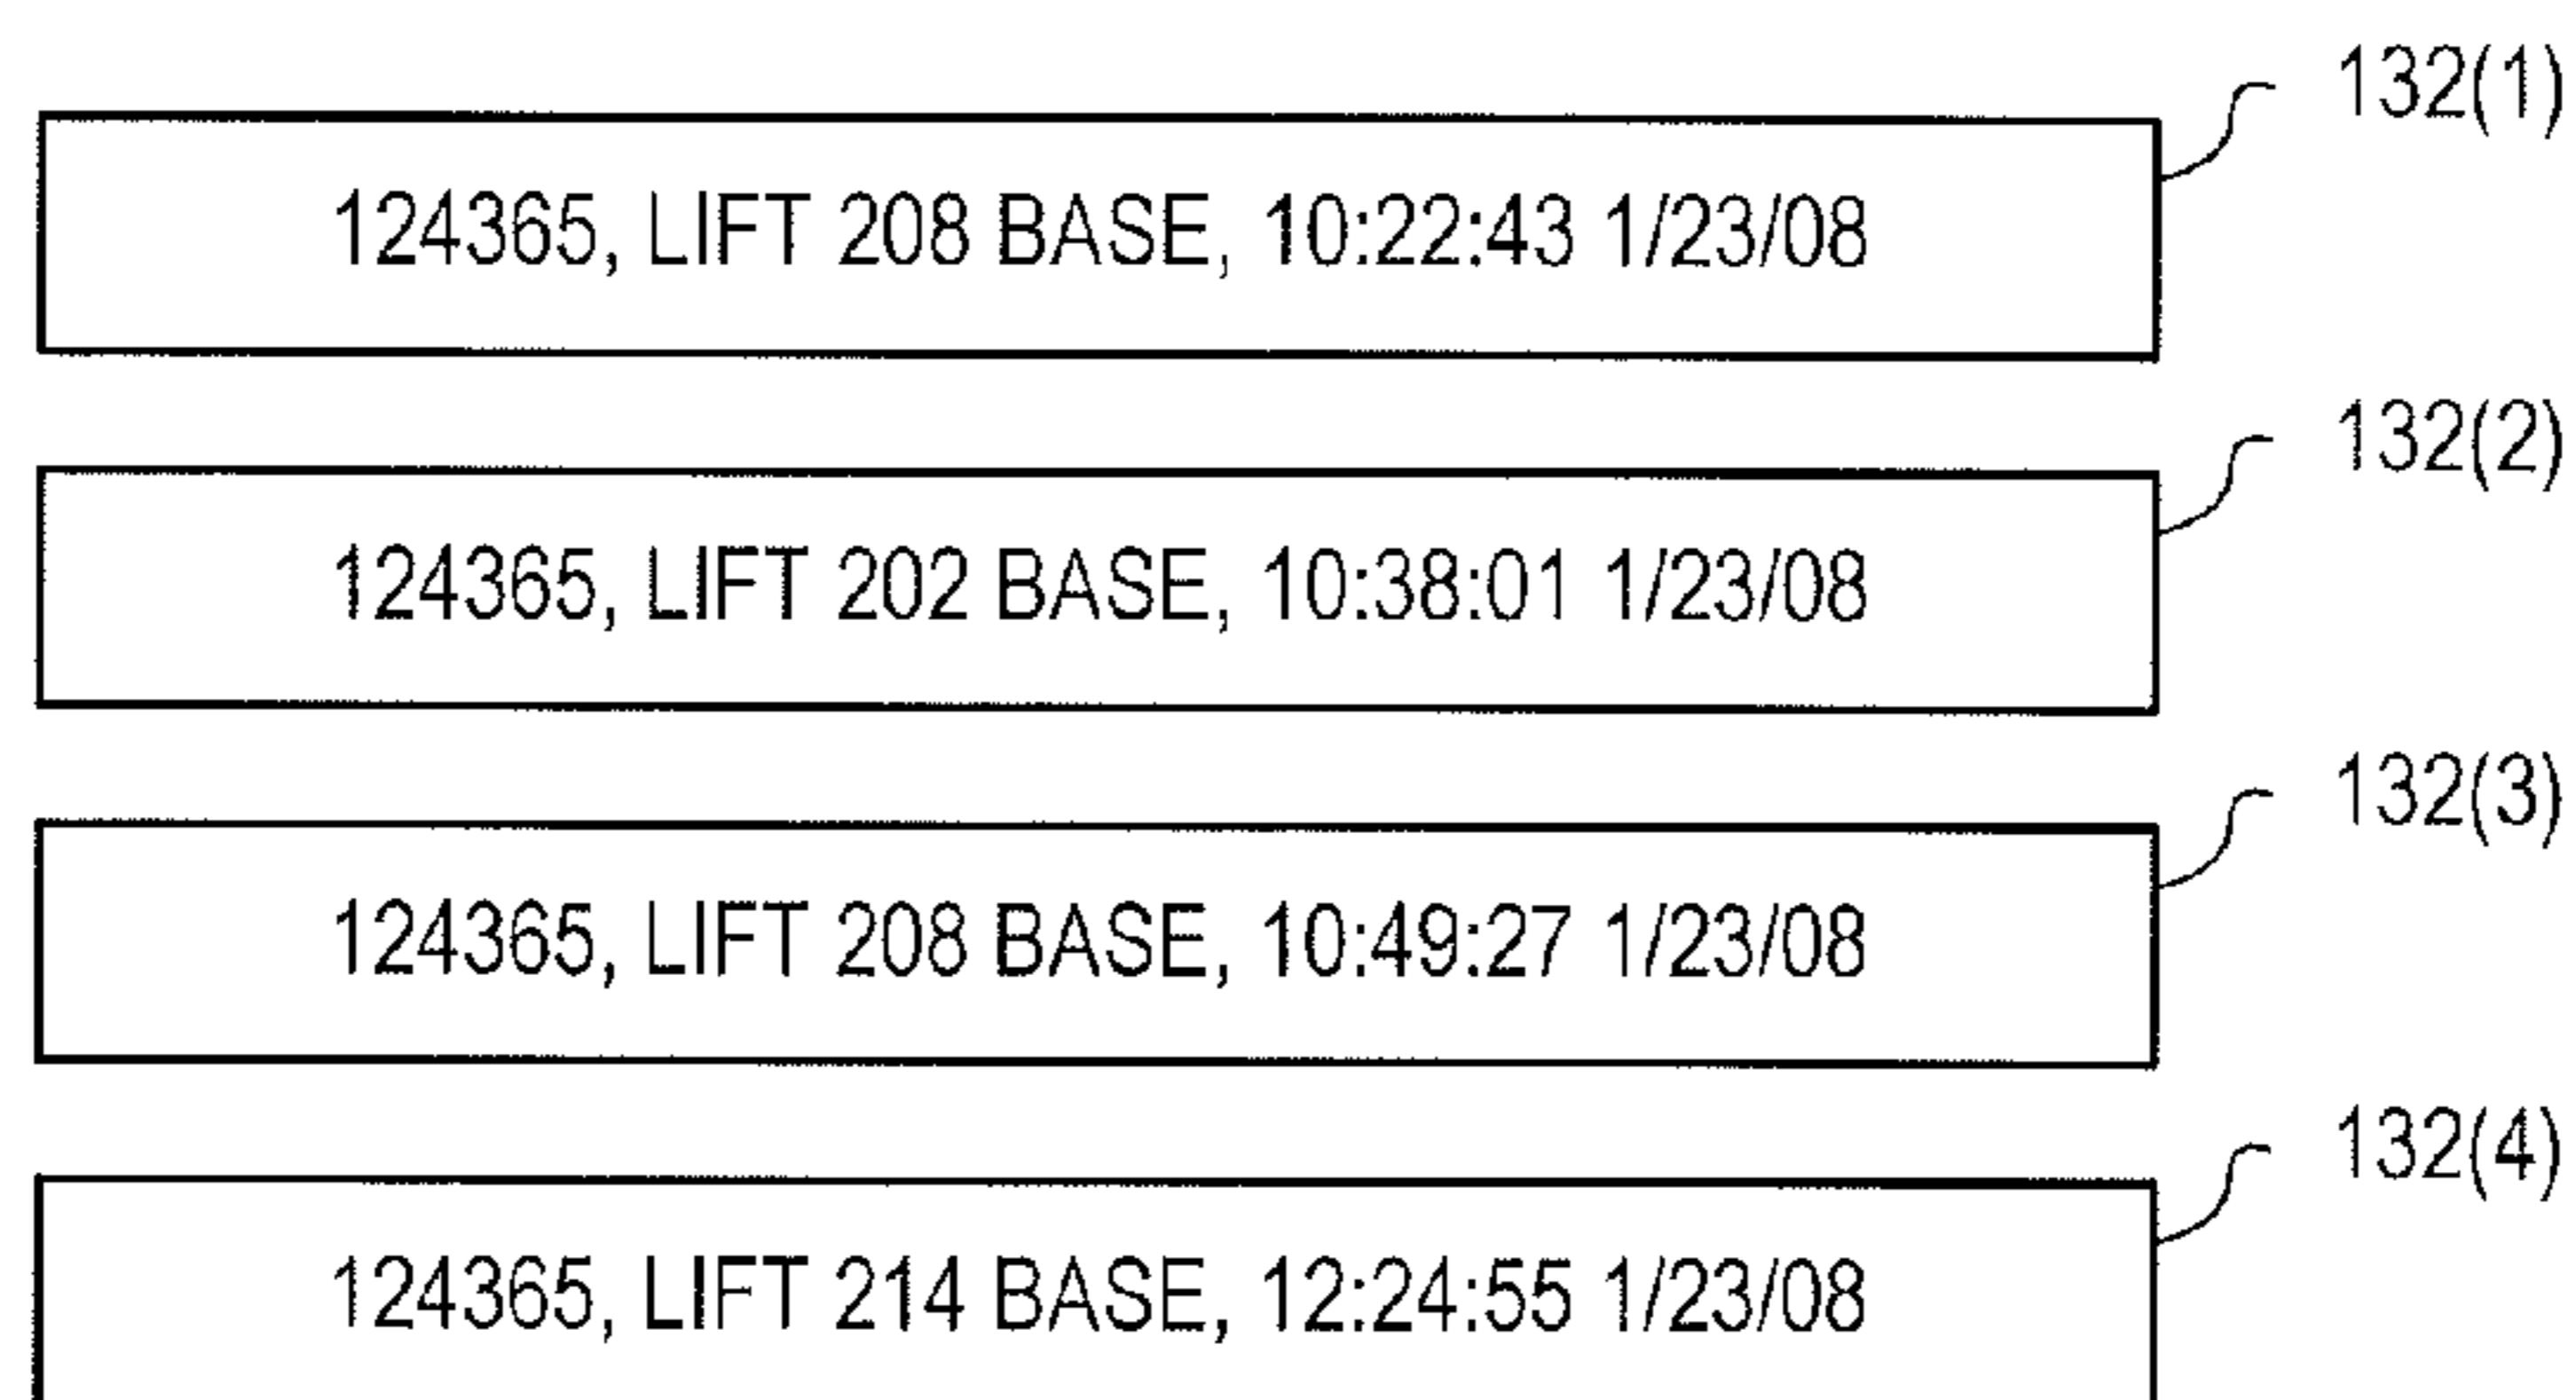 132(1)
124365, LIFT 208 BASE, 10:22:43 1/23/08
132(2)
124365, LIFT 202 BASE, 10:38:01 1/23/08
132(3)
124365, LIFT 208 BASE, 10:49:27 1/23/08
132(4)
124365, LIFT 214 BASE, 12:24:55 1/23/08